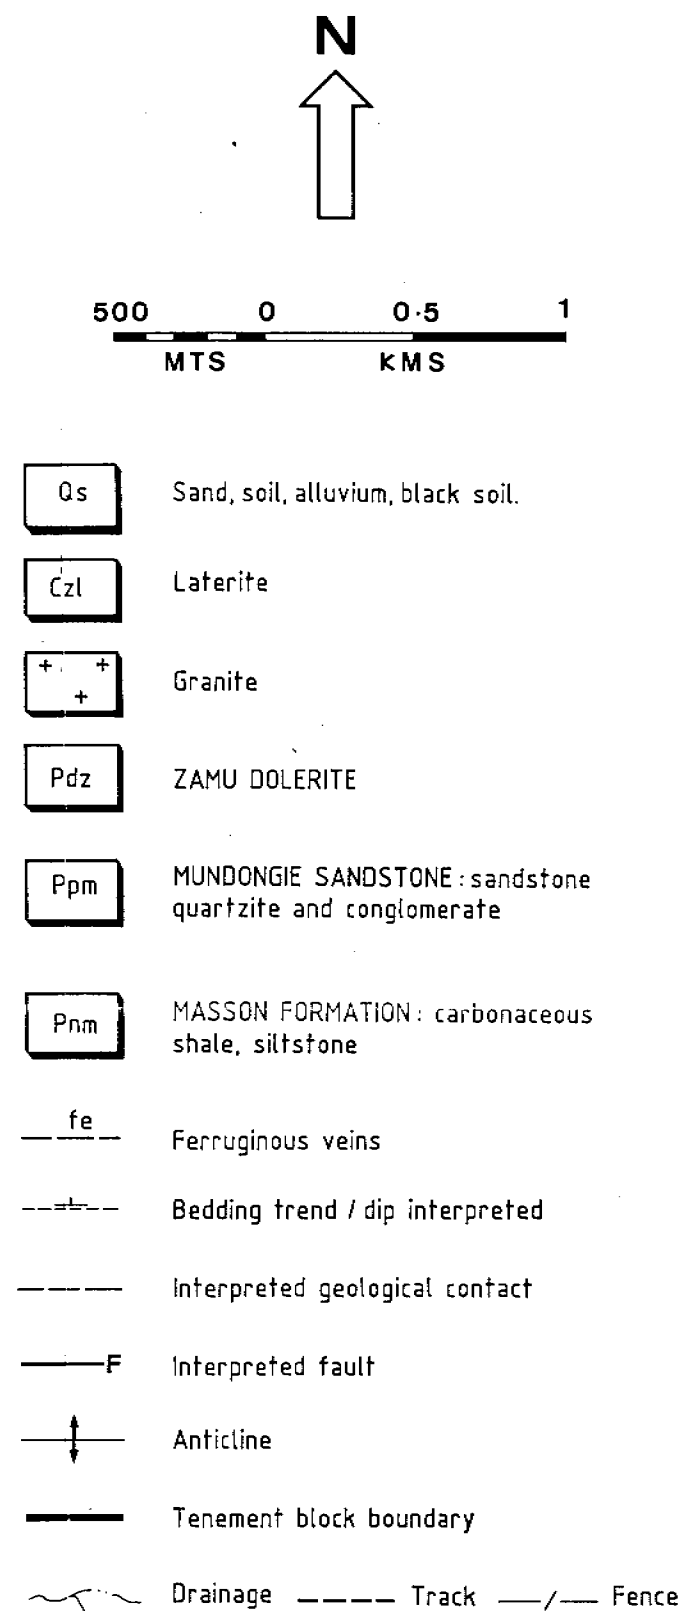 N
500 0 0·5 1
MTS KMS
Qs Sand, soil, alluvium, black soil.
Czl Laterite
Granite
Pdz ZAMU DOLERITE
Ppm MUNDONGIE SANDSTONE : sandstone
quartzite and conglomerate
Pnm MASSON FORMATION : carbonaceous
shale, siltstone
fe
Ferruginous veins
Bedding trend / dip interpreted
Interpreted geological contact
F Interpreted fault
Anticline
Tenement block boundary
Drainage Track Fence